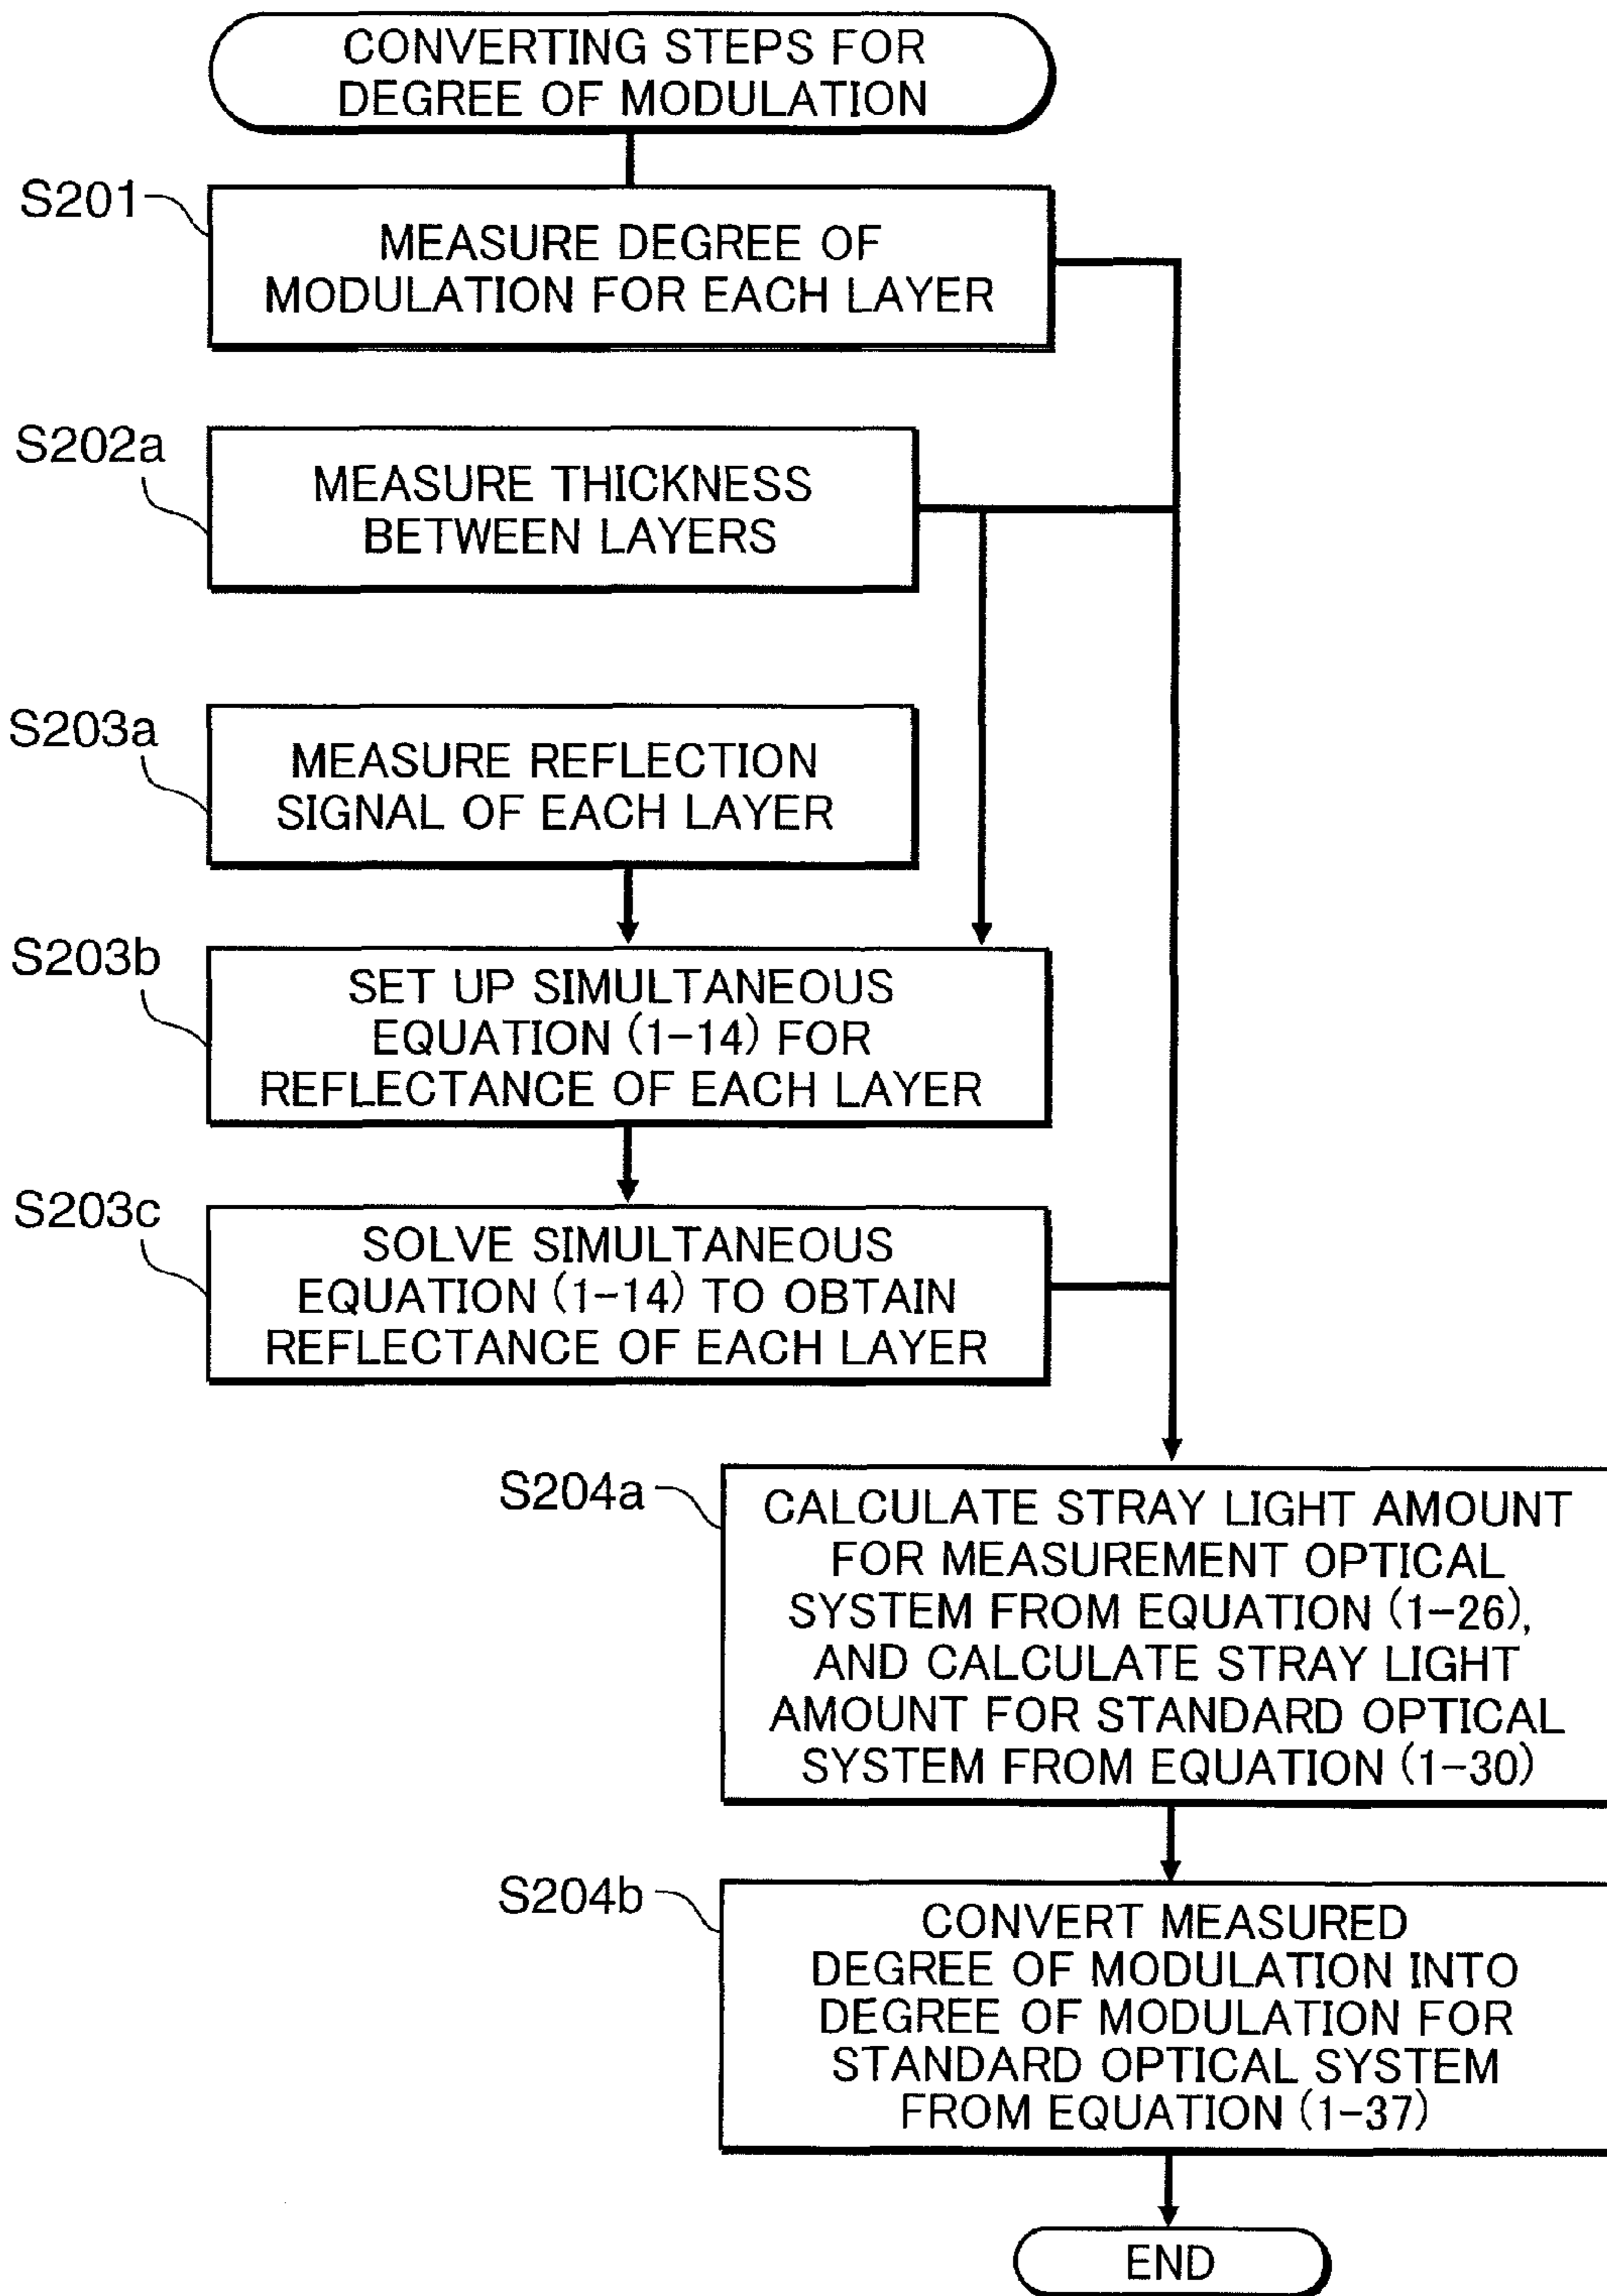 CONVERTING STEPS FOR
DEGREE OF MODULATION
S201
MEASURE DEGREE OF
MODULATION FOR EACH LAYER
S202a
MEASURE THICKNESS
BETWEEN LAYERS
S203a
MEASURE REFLECTION
SIGNAL OF EACH LAYER
S203b
SET UP SIMULTANEOUS
EQUATION (1-14) FOR
REFLECTANCE OF EACH LAYER
S203c
SOLVE SIMULTANEOUS
EQUATION (1-14) TO OBTAIN
REFLECTANCE OF EACH LAYER
S204a
CALCULATE STRAY LIGHT AMOUNT
FOR MEASUREMENT OPTICAL
SYSTEM FROM EQUATION (1-26),
AND CALCULATE STRAY LIGHT
AMOUNT FOR STANDARD OPTICAL
SYSTEM FROM EQUATION (1-30)
S204b
CONVERT MEASURED
DEGREE OF MODULATION INTO
DEGREE OF MODULATION FOR
STANDARD OPTICAL SYSTEM
FROM EQUATION (1-37)
END